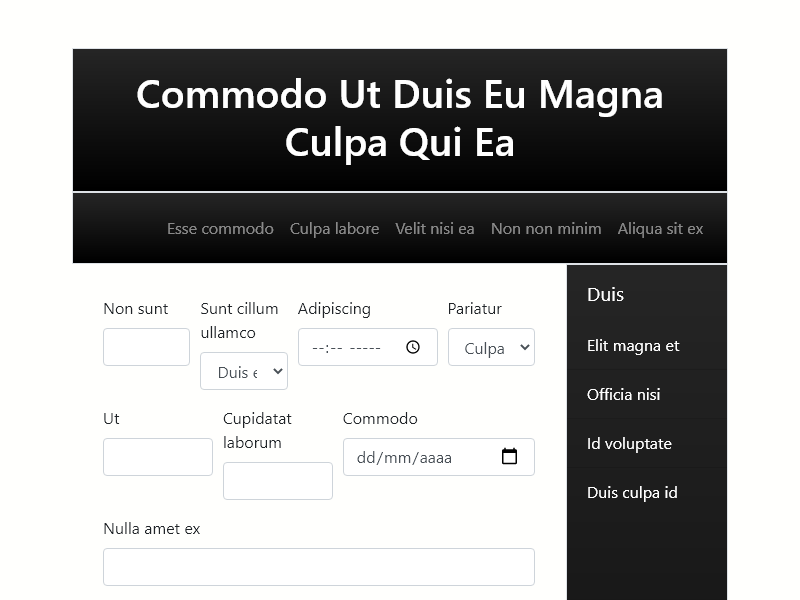 Commodo Ut Duis Eu Magna
Culpa Qui Ea
Esse commodo Culpa labore Velit nisi ea Non non minim Aliqua sit ex
Non sunt
Sunt cillum
ullamco
Duis
Adipiscing
--:-- -----
Pariatur
Culpa
Ut
Cupidatat
laborum
Commodo
dd/mm/aaaa
Nulla amet ex
Duis
Elit magna et
Officia nisi
Id voluptate
Duis culpa id